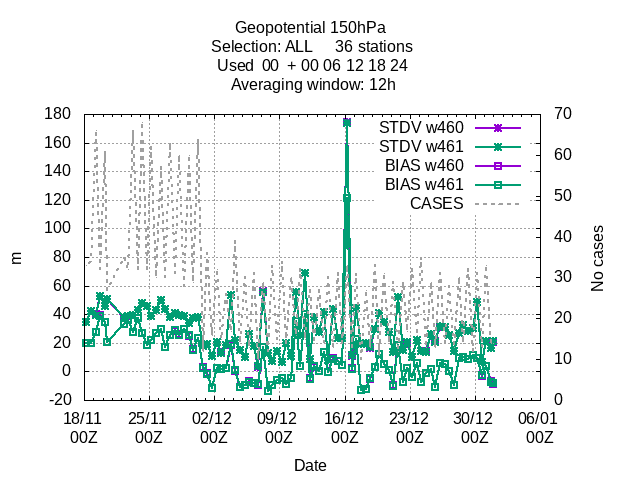 Geopotential 150hPa
Selection: ALL 36 stations
Used 00 + 00 06 12 18 24
Averaging window: 12h
180 70
160 60
140
120 50
100 40
80
60 30
40 20
20
0 10
-20 0
m
No cases
STDV w460
STDV w461
BIAS w460
BIAS w461
CASES
18/11 25/11 02/12 09/12 16/12 23/12 30/12 06/01
00Z 00Z 00Z 00Z 00Z 00Z 00Z 00Z
Date